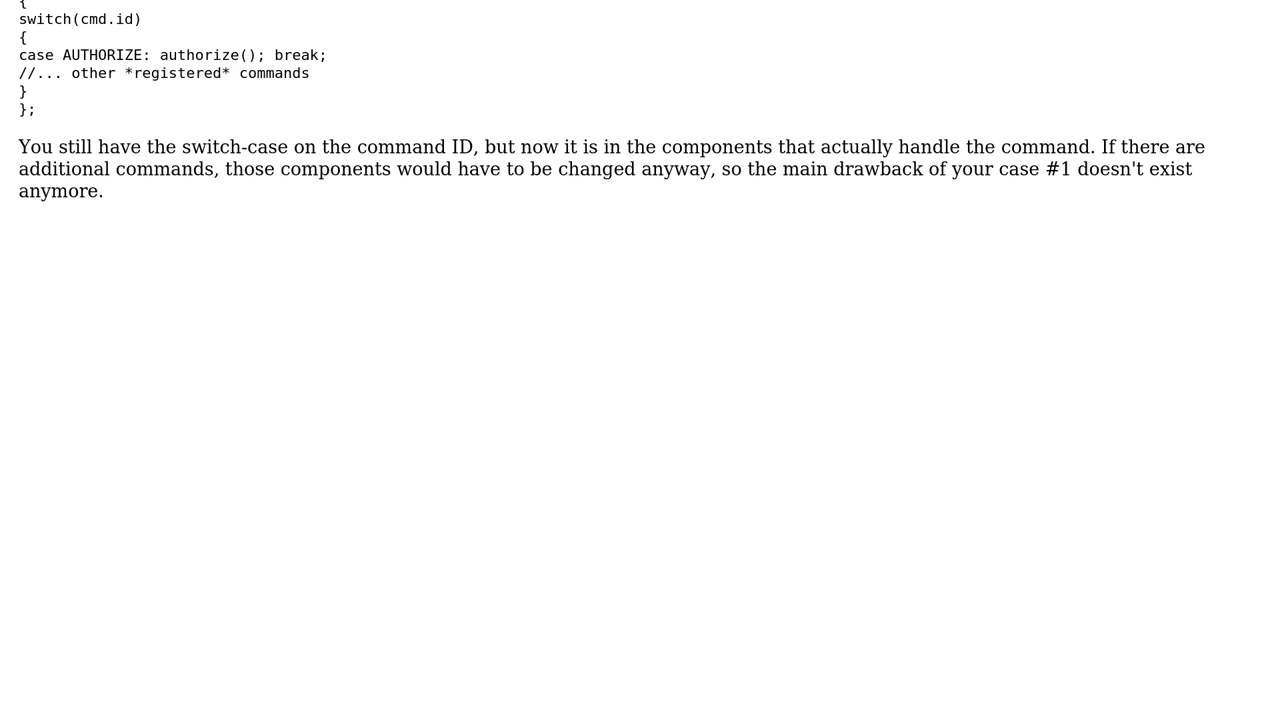 {
switch(cmd.id)
{
case AUTHORIZE: authorize(); break;
//... other *registered* commands
}
};
You still have the switch-case on the command ID, but now it is in the components that actually handle the command. If there are
additional commands, those components would have to be changed anyway, so the main drawback of your case #1 doesn't exist
anymore.